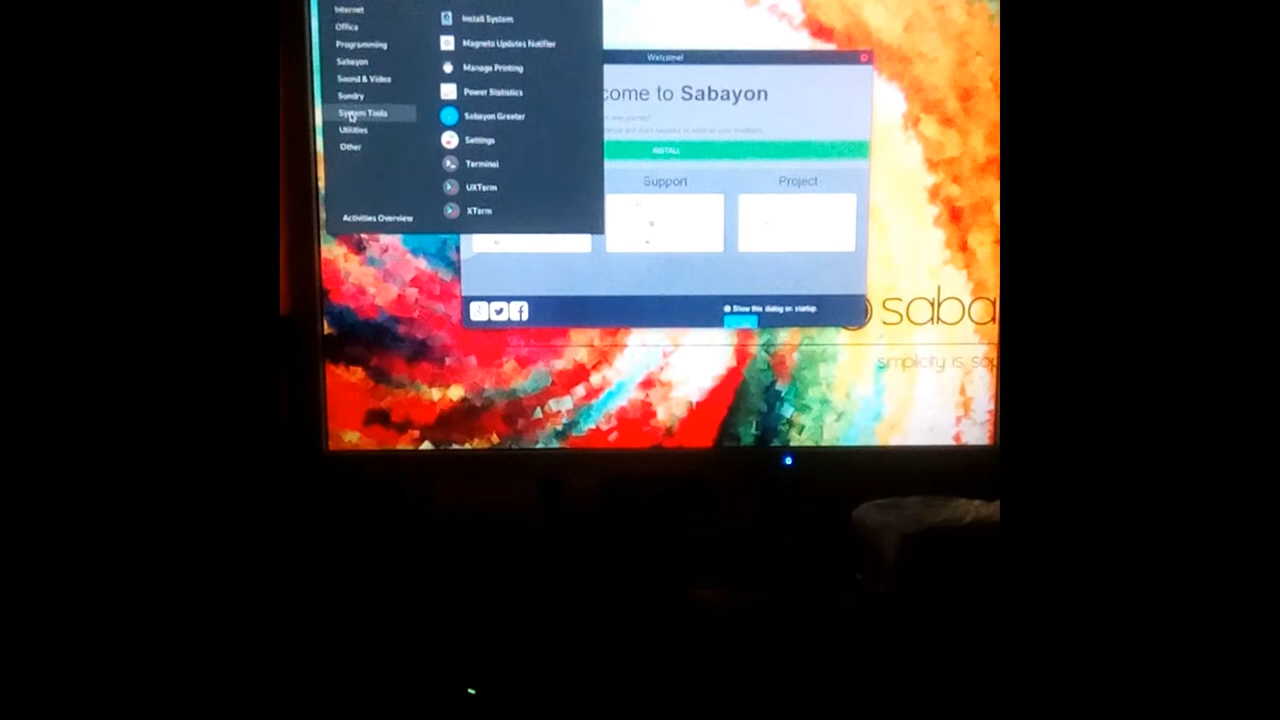 Internet
Office
Programming
Sabayon
Sound & Video
Sundry
System Tools
Utilities
Other
Activities Overview
Install System
Magneto Updates Notifier
Manage Printing
Power Statistics
Sabayon Greeter
Settings
Terminal
UXTerm
XTerm
Welcome!
come to Sabayon
INSTALL
Support
Project
Show this dialog on startup.
saba
simplicity is sop